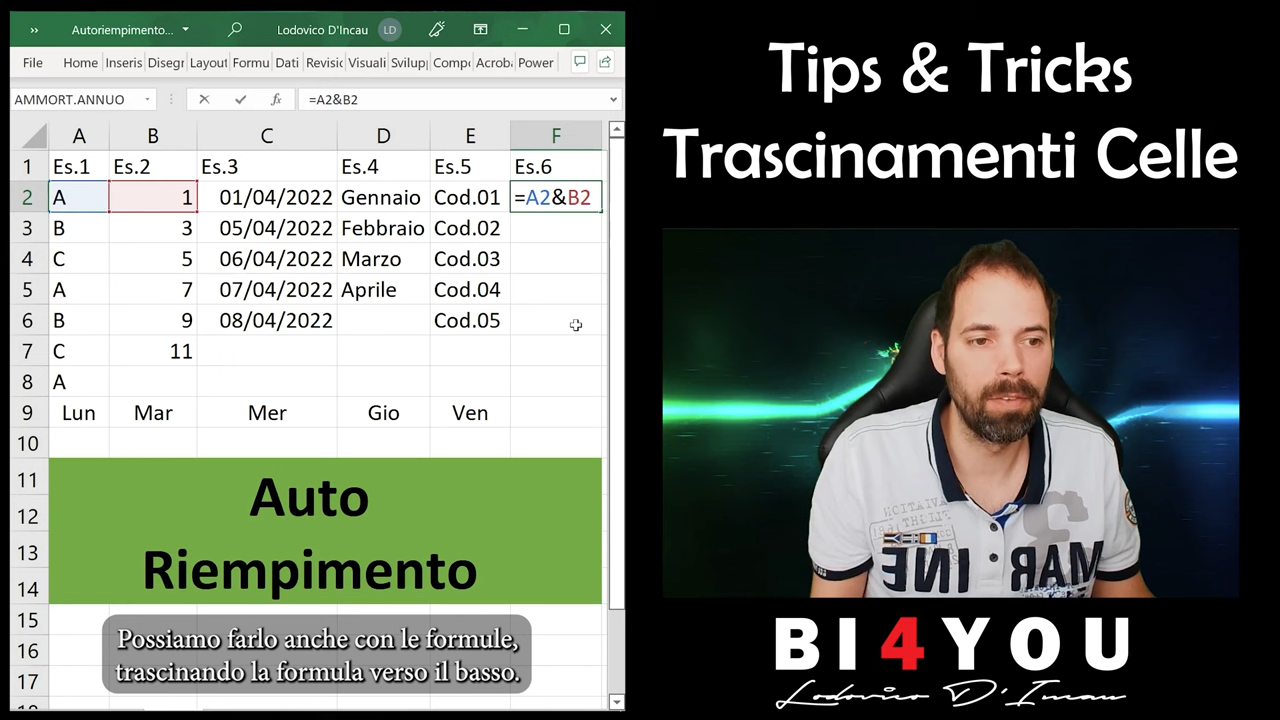 Autoriempimento...
Lodovico D'Incau
LD
File Home Inseris Disegr Layout Formu Dati Revisic Visuali Svilup Compo Acrob. Power
AMMORT.ANNUO
fx
=A2&B2
A B C D E F
1 Es.1 Es.2 Es.3 Es.4 Es.5 Es.6
2 A 1 01/04/2022 Gennaio Cod.01 =A2&B2
3 B 3 05/04/2022 Febbraio Cod.02
4 C 5 06/04/2022 Marzo Cod.03
5 A 7 07/04/2022 Aprile Cod.04
6 B 9 08/04/2022 Cod.05
7 C 11
8 A
9 Lun Mar Mer Gio Ven
10
11
12
13
14
Auto
Riempimento
15
16
17
Possiamo farlo anche con le formule,
trascinando la formula verso il basso.
Tips & Tricks
Trascinamenti Celle
MARINE
BI4YOU
Lodovico D'Incau